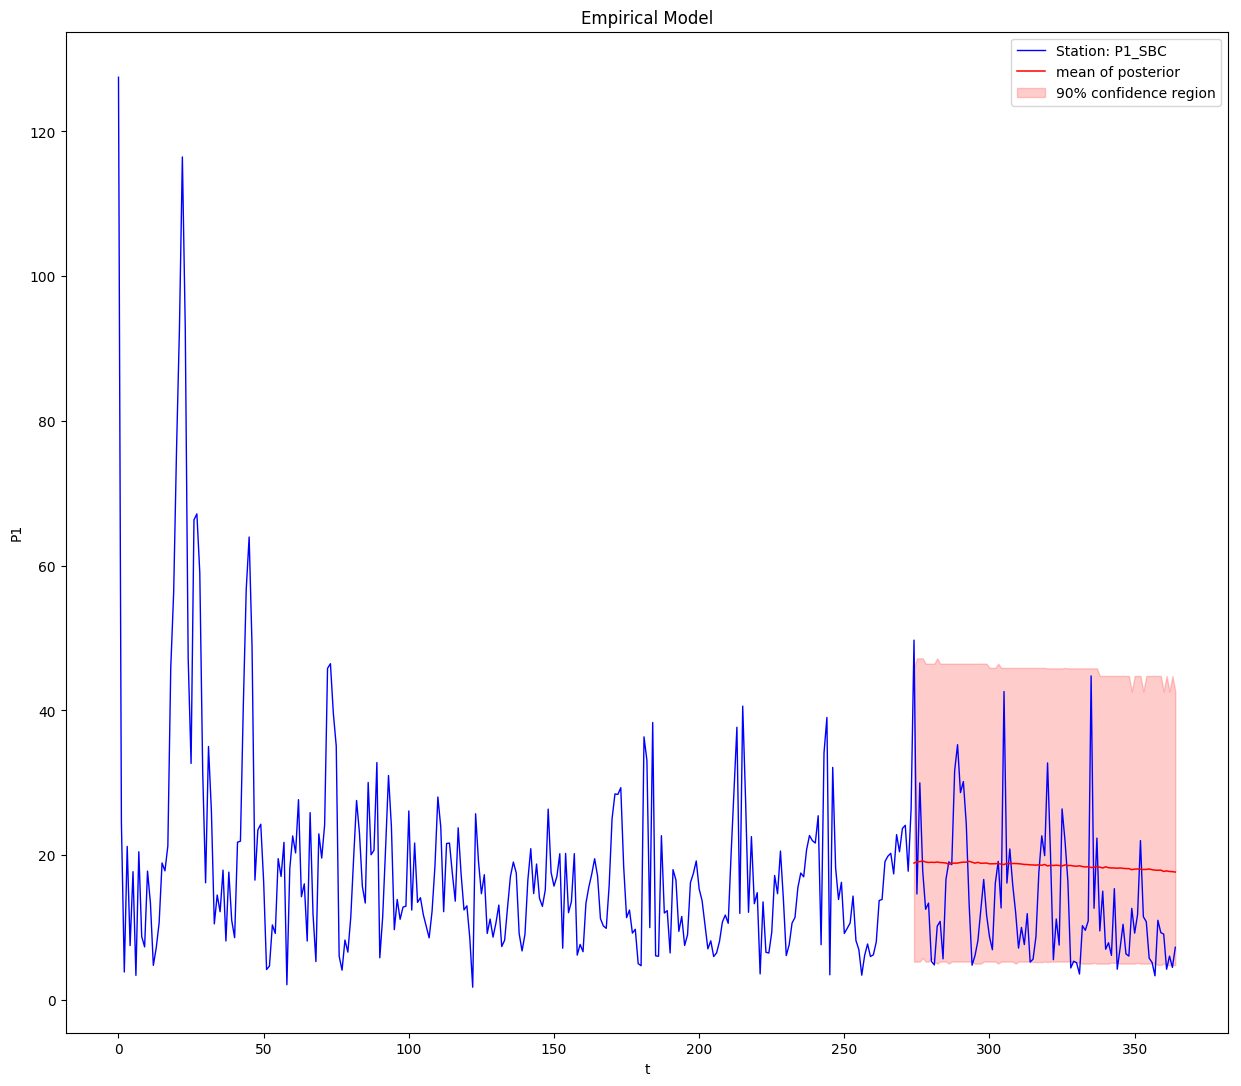 Empirical Model
Station: P1_SBC
mean of posterior
90% confidence region
P1
120
100
80
60
40
20
0
0 50 100 150 200 250 300 350
t